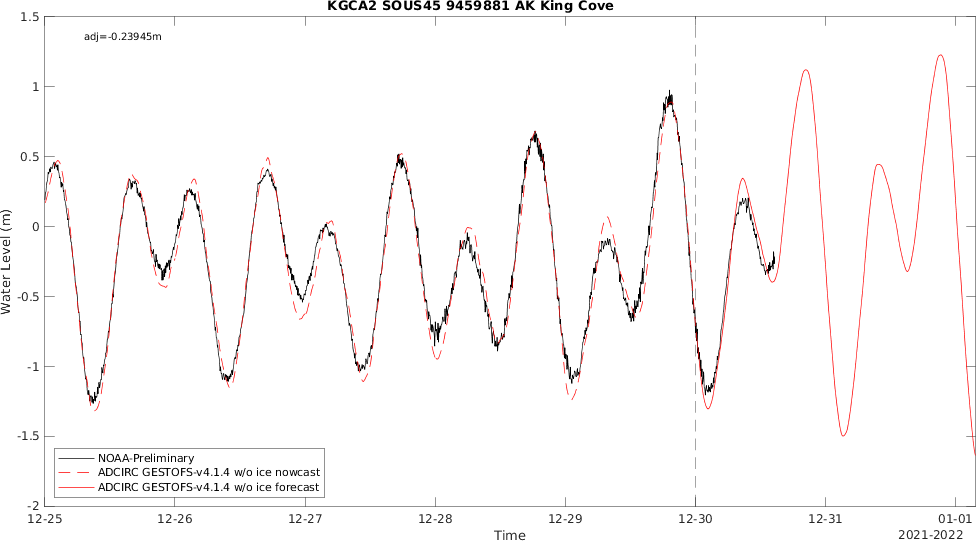 KGCA2 SOUS45 9459881 AK King Cove
adj=-0.23945m
1.5
1
0.5
0
-0.5
-1
-1.5
-2
Water Level (m)
NOAA-Preliminary
ADCIRC GESTOFS-v4.1.4 w/o ice nowcast
ADCIRC GESTOFS-v4.1.4 w/o ice forecast
12-25 12-26 12-27 12-28 12-29 12-30 12-31 01-01
Time
2021-2022